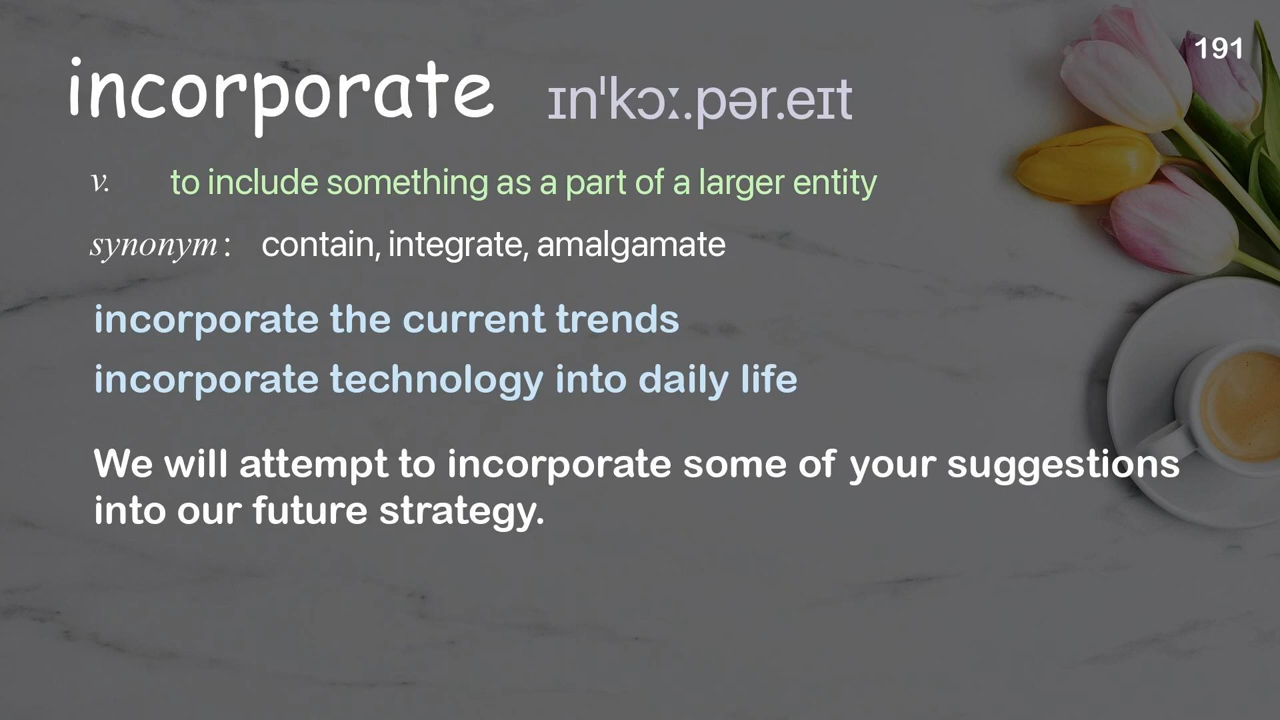 191
incorporate ɪnˈkɔː.pər.eɪt
v. to include something as a part of a larger entity
synonym: contain, integrate, amalgamate
incorporate the current trends
incorporate technology into daily life
We will attempt to incorporate some of your suggestions
into our future strategy.